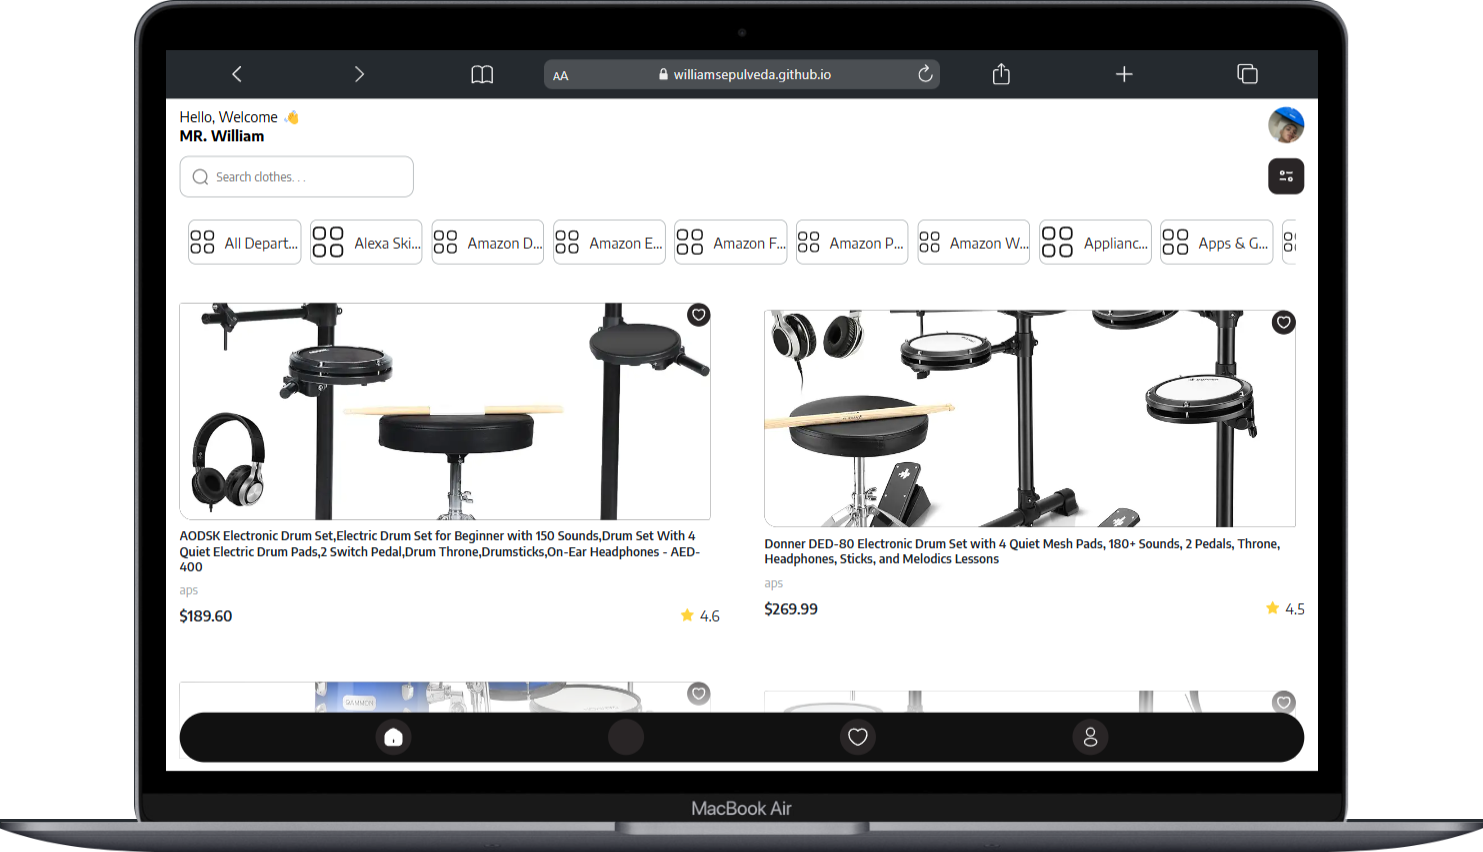 AA williamsepulveda.github.io
Hello, Welcome 👋
MR. William
Search clothes. . .
All Depart... Alexa Ski... Amazon D... Amazon E... Amazon F... Amazon P... Amazon W... Applianc... Apps & G...
AODSK Electronic Drum Set,Electric Drum Set for Beginner with 150 Sounds,Drum Set With 4
Quiet Electric Drum Pads,2 Switch Pedal,Drum Throne,Drumsticks,On-Ear Headphones - AED-
400
aps
$189.60 4.6
Donner DED-80 Electronic Drum Set with 4 Quiet Mesh Pads, 180+ Sounds, 2 Pedals, Throne,
Headphones, Sticks, and Melodics Lessons
aps
$269.99 4.5
MacBook Air